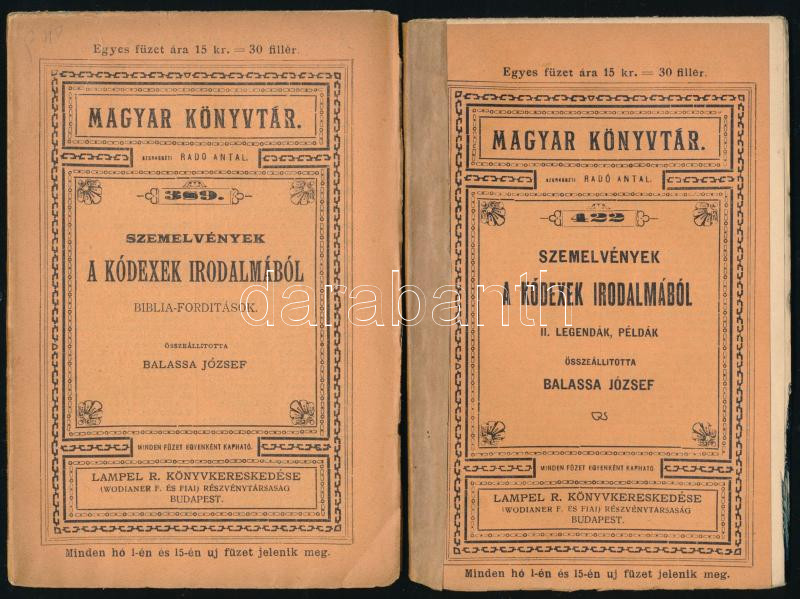 Egyes füzet ára 15 kr. = 30 fillér.
MAGYAR KÖNYVTÁR.
SZERKESZTI RADÓ ANTAL.
389.
SZEMELVÉNYEK
A KÓDEXEK IRODALMÁBÓL
BIBLIA-FORDITÁSOK.
ÖSSZEÁLLITOTTA
BALASSA JÓZSEF
MINDEN FÜZET EGYENKÉNT KAPHATÓ.
LAMPEL R. KÖNYVKERESKEDÉSE
(WODIANER F. ÉS FIAI) RÉSZVÉNYTÁRSASÁG
BUDAPEST.
Minden hó 1-én és 15-én uj füzet jelenik meg.
Egyes füzet ára 15 kr. = 30 fillér.
MAGYAR KÖNYVTÁR.
SZERKESZTI RADÓ ANTAL.
422
SZEMELVÉNYEK
A KÓDEXEK IRODALMÁBÓL
II. LEGENDÁK, PÉLDÁK
ÖSSZEÁLLITOTTA
BALASSA JÓZSEF
MINDEN FÜZET EGYENKÉNT KAPHATÓ.
LAMPEL R. KÖNYVKERESKEDÉSE
(WODIANER F. ÉS FIAI) RÉSZVÉNYTÁRSASÁG
BUDAPEST.
Minden hó 1-én és 15-én uj füzet jelenik meg.
darabanth